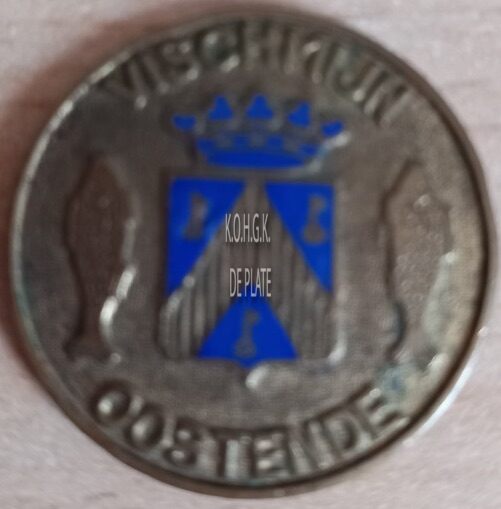 VISCHMIJN
K.O.H.G.K.
DE PLATE
OOSTENDE